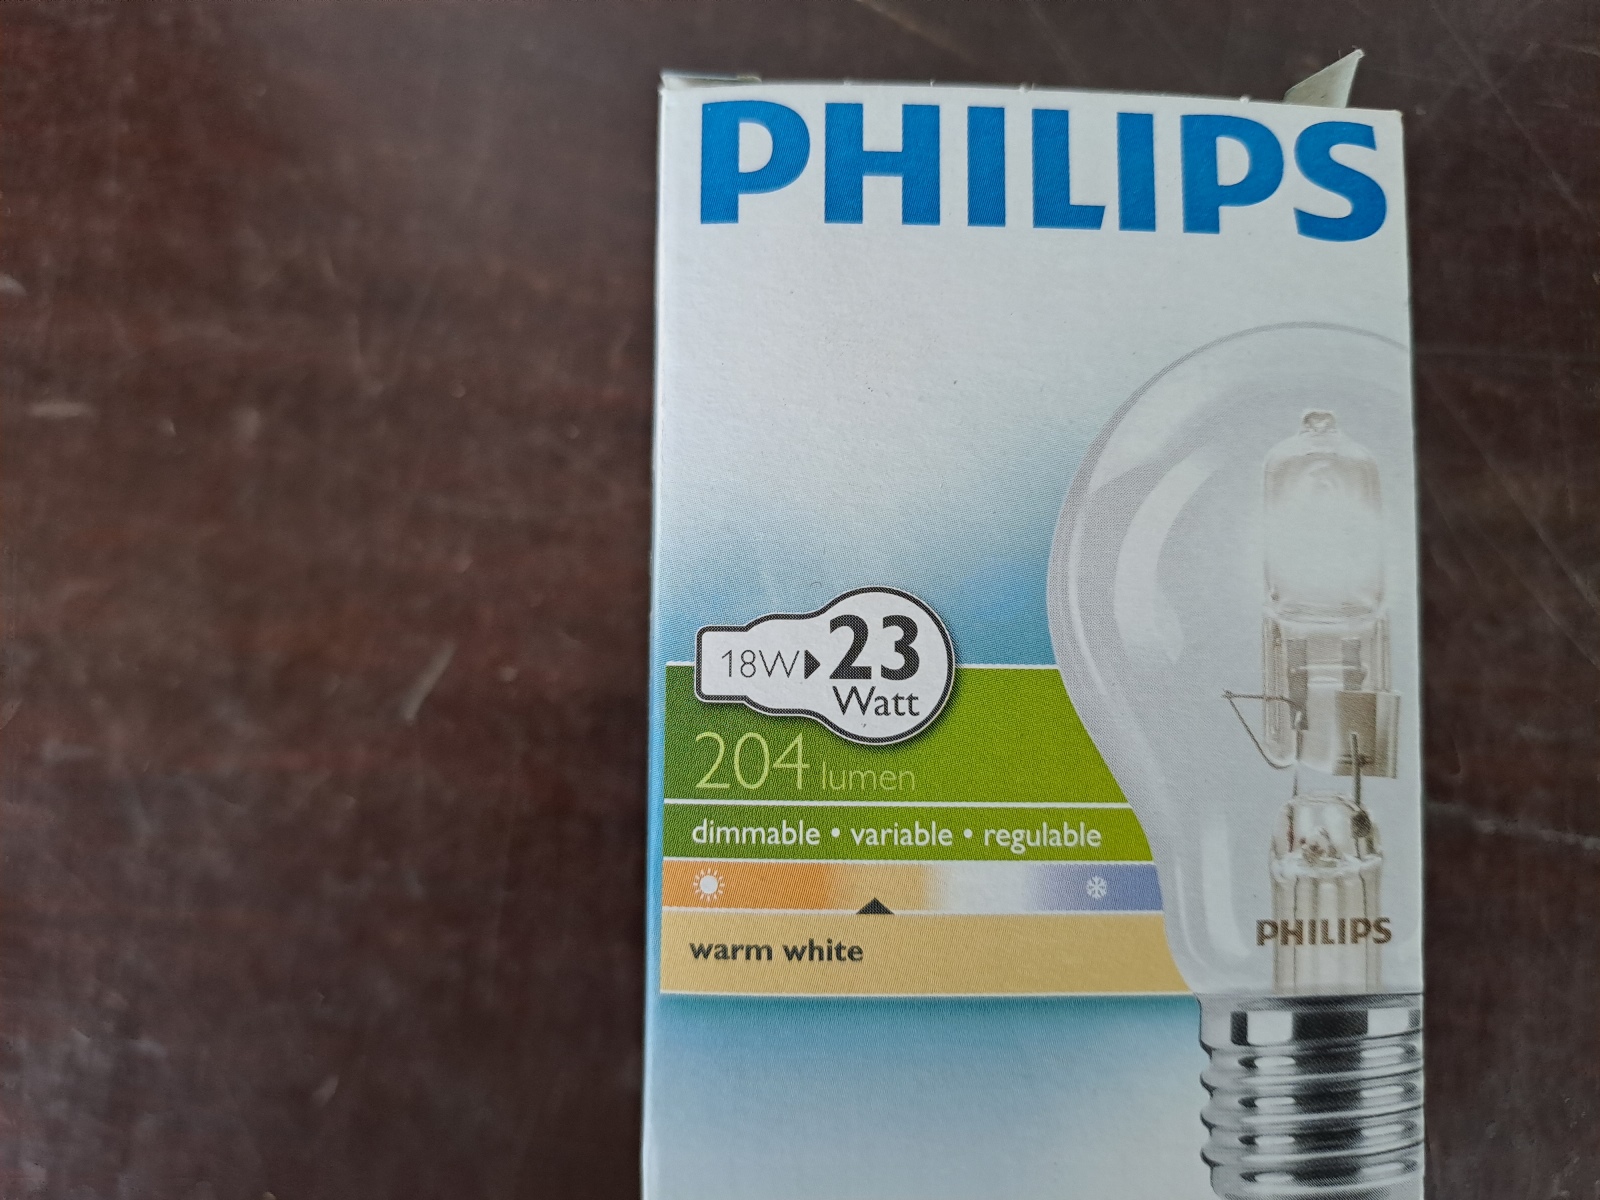 PHILIPS
18W 23
Watt
204 lumen
dimmable • variable • regulable
warm white
PHILIPS